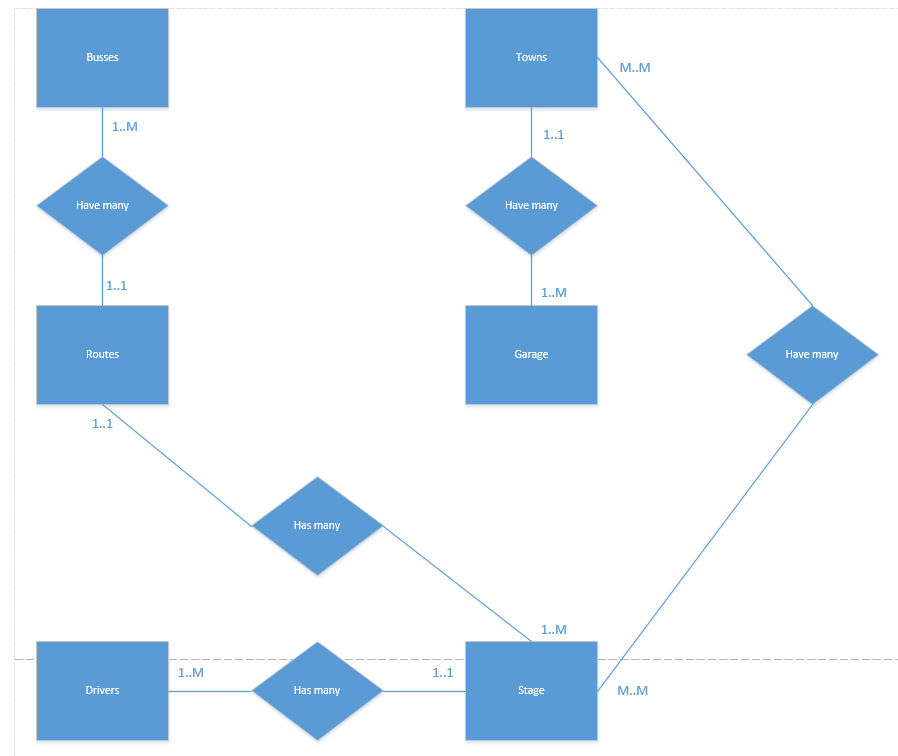 Busses
Towns
M..M
1..M
1..1
Have many
Have many
1..1
1..M
Routes
Garage
Have many
1..1
Has many
1..M
Drivers
1..M
Has many
1..1
Stage
M..M